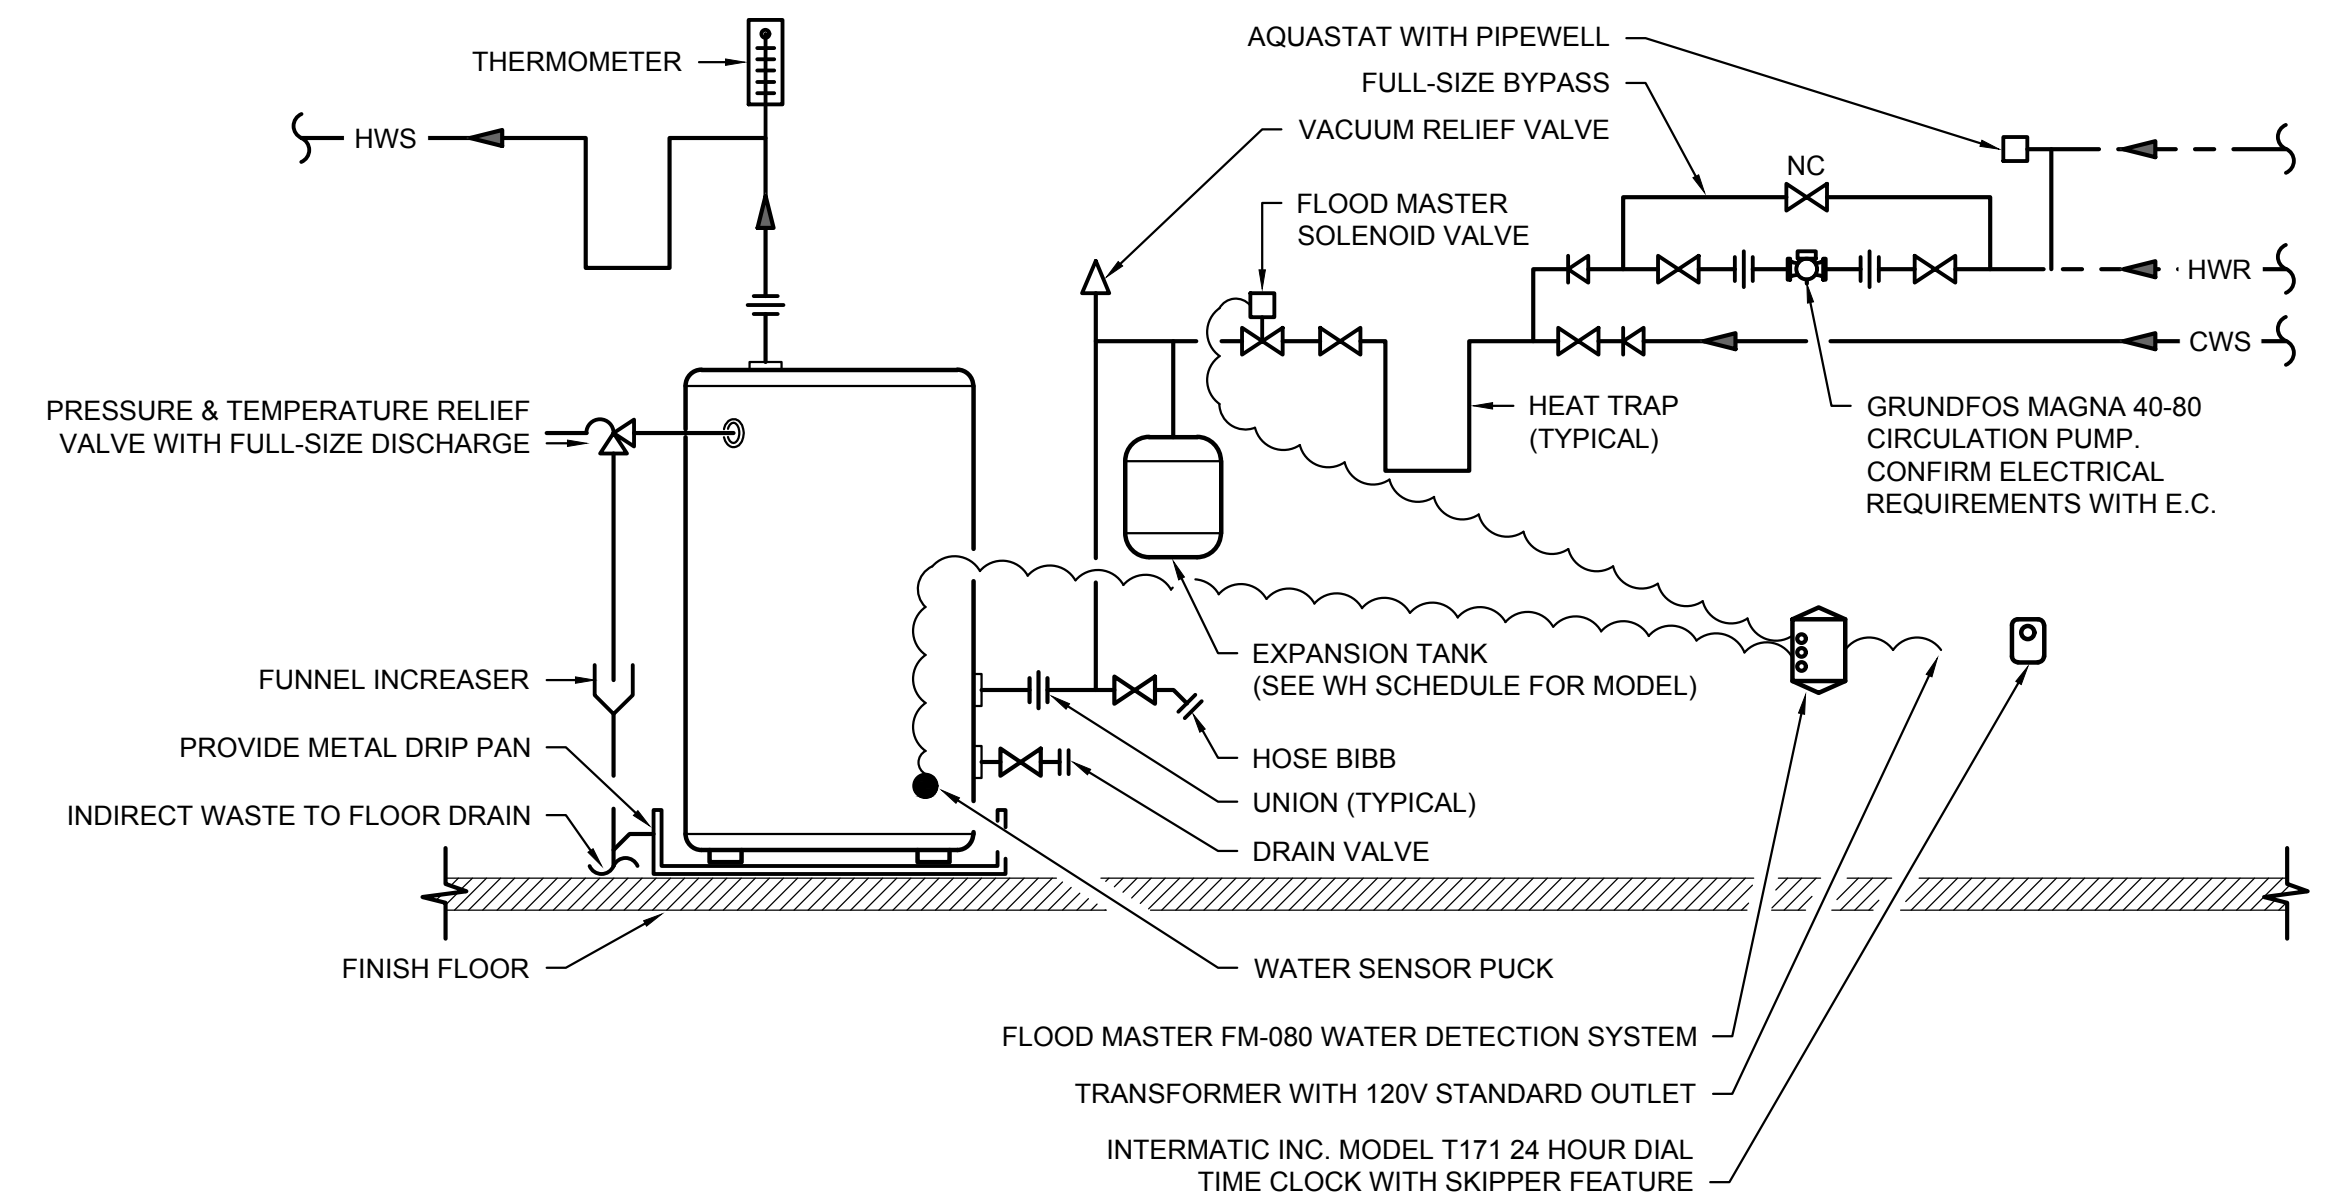 THERMOMETER
HWS
PRESSURE & TEMPERATURE RELIEF
VALVE WITH FULL-SIZE DISCHARGE
FUNNEL INCREASER
PROVIDE METAL DRIP PAN
INDIRECT WASTE TO FLOOR DRAIN
FINISH FLOOR
AQUASTAT WITH PIPEWELL
FULL-SIZE BYPASS
VACUUM RELIEF VALVE
FLOOD MASTER
SOLENOID VALVE
NC
HWR
CWS
HEAT TRAP
(TYPICAL)
GRUNDFOS MAGNA 40-80
CIRCULATION PUMP.
CONFIRM ELECTRICAL
REQUIREMENTS WITH E.C.
EXPANSION TANK
(SEE WH SCHEDULE FOR MODEL)
HOSE BIBB
UNION (TYPICAL)
DRAIN VALVE
WATER SENSOR PUCK
FLOOD MASTER FM-080 WATER DETECTION SYSTEM
TRANSFORMER WITH 120V STANDARD OUTLET
INTERMATIC INC. MODEL T171 24 HOUR DIAL
TIME CLOCK WITH SKIPPER FEATURE